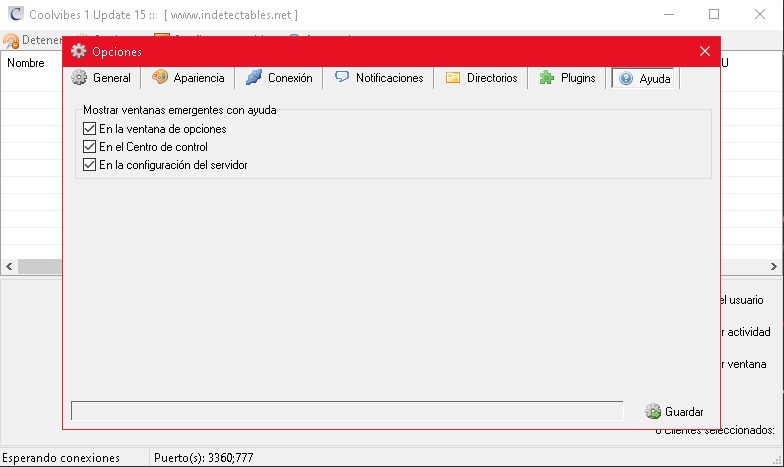 Coolvibes 1 Update 15 :: [ www.indetectables.net ]
Detener
Nombre
U
Opciones
General
Apariencia
Conexión
Notificaciones
Directorios
Plugins
Ayuda
Mostrar ventanas emergentes con ayuda
En la ventana de opciones
En el Centro de control
En la configuración del servidor
el usuario
r actividad
r ventana
Guardar
0 Clientes seleccionados:
Esperando conexiones
Puerto(s): 3360;777